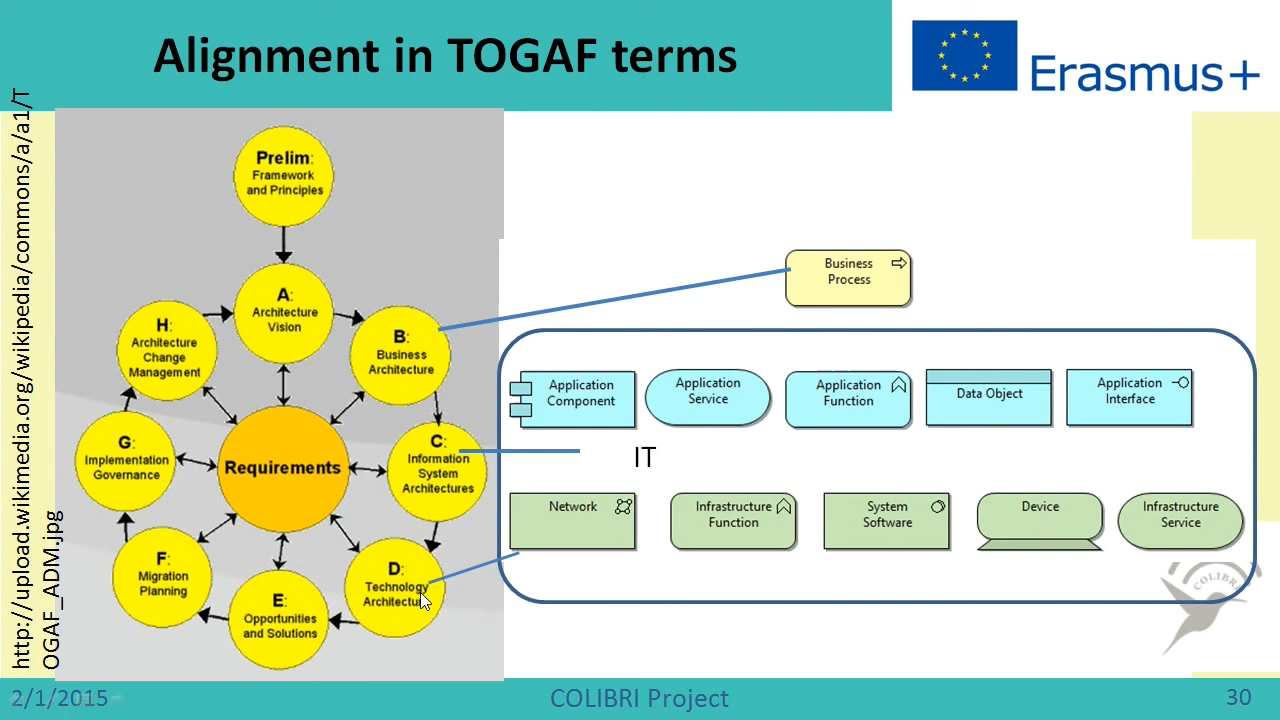 Alignment in TOGAF terms
Erasmus+
http://upload.wikimedia.org/wikipedia/commons/a/a1/T
OGAF_ADM.jpg
Prelim:
Framework
and Principles
A:
Architecture
Vision
B:
Business
Architecture
C:
Information
System
Architectures
D:
Technology
Architecture
E:
Opportunities
and Solutions
F:
Migration
Planning
G:
Implementation
Governance
H:
Architecture
Change
Management
Requirements
Business
Process
Application
Component
Application
Service
Application
Function
Data Object
Application
Interface
IT
Network
Infrastructure
Function
System
Software
Device
Infrastructure
Service
COLIBRI
2/1/2015
COLIBRI Project
30